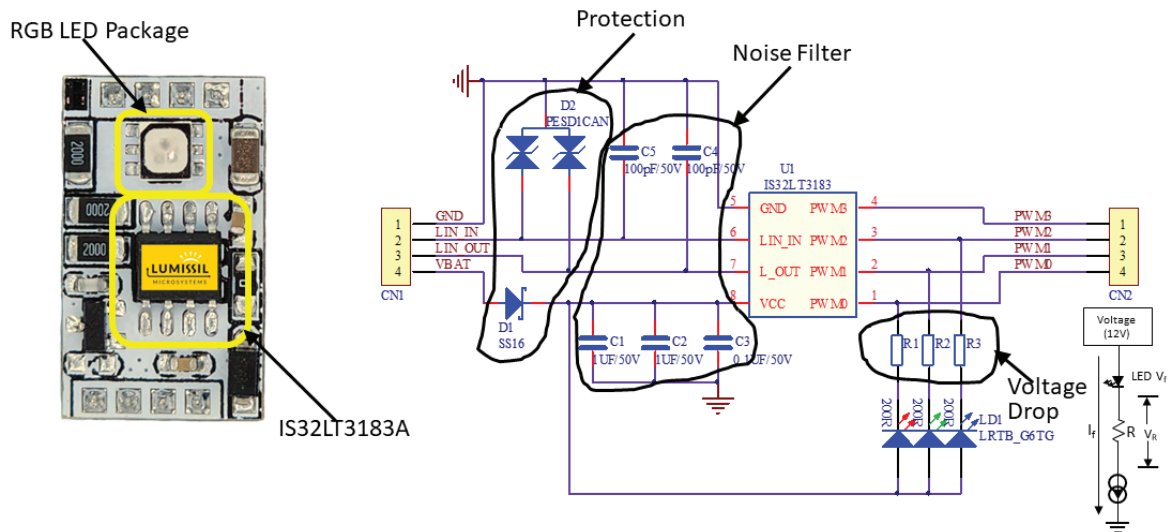 RGB LED Package
Protection
Noise Filter
D2
PESD1CAN
C5
100pF/50V
C4
100pF/50V
U1
IS32LT3183
2000
2000
2000
LUMISSIL
MICROSYSTEMS
IS32LT3183A
1
2
3
4
CN1
GND
LIN_IN
LIN_OUT
VBAT
5
6
7
8
GND
LIN_IN
L_OUT
VCC
PWM3
PWM2
PWM1
PWM0
4
3
2
1
PWM3
PWM2
PWM1
PWM0
1
2
3
4
CN2
D1
SS16
C1
1UF/50V
C2
1UF/50V
C3
0.1UF/50V
R1
R2
R3
Voltage
Drop
200R
200R
200R
LD1
LRTB_G6TG
Voltage
(12V)
LED Vf
If
R
VR